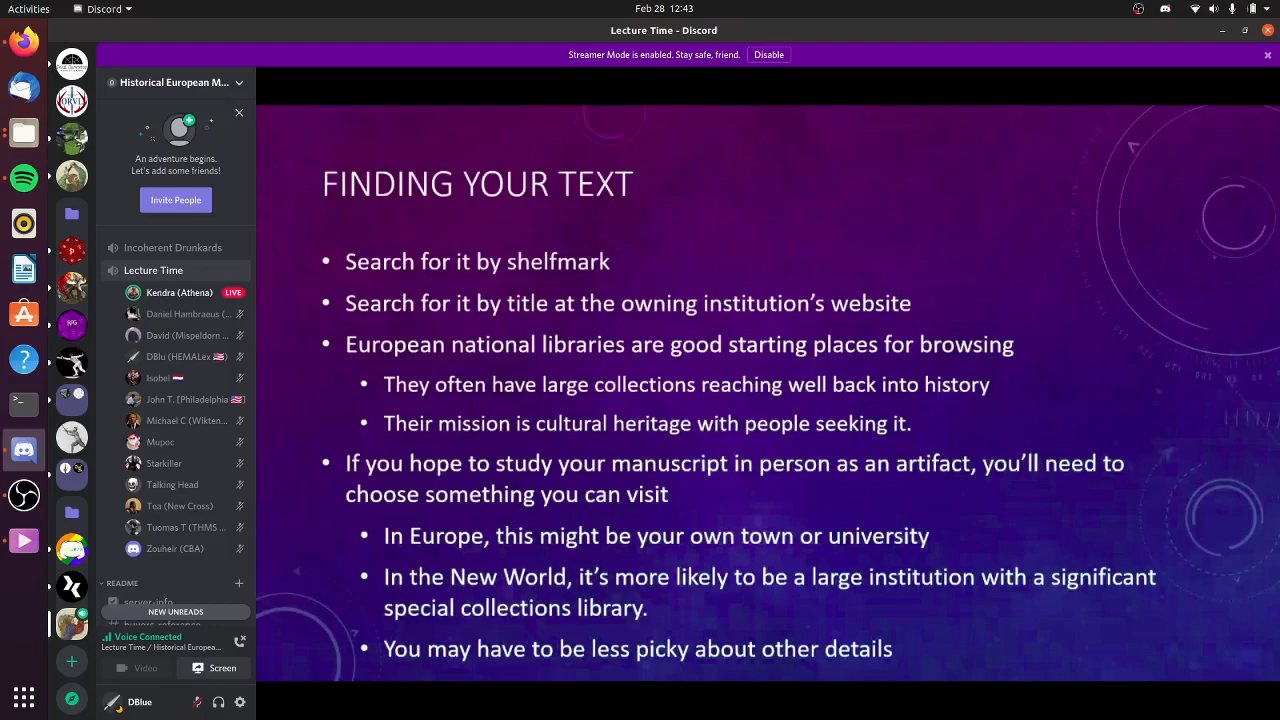 Activities
Discord
Feb 28 12:43
Lecture Time - Discord
Streamer Mode is enabled. Stay safe, friend.
Disable
Historical European M...
An adventure begins.
Let's add some friends!
Invite People
Incoherent Drunkards
Lecture Time
Kendra (Athena) LIVE
Daniel Hambraeus (...
David (Mispeldorn ...
DBlu (HEMALex 🇺🇸)
Isobel 🇳🇱
John T. [Philadelphia 🇺🇸]
Michael C (Wikten...
Mupoc
Starkiller
Talking Head
Tea (New Cross)
Tuomas T (THMS ...
Zouheir (CBA)
README
server-info
NEW UNREADS
buyers-reference
Voice Connected
Lecture Time / Historical Europea...
Video
Screen
DBlue
FINDING YOUR TEXT
• Search for it by shelfmark
• Search for it by title at the owning institution's website
• European national libraries are good starting places for browsing
• They often have large collections reaching well back into history
• Their mission is cultural heritage with people seeking it.
• If you hope to study your manuscript in person as an artifact, you'll need to
choose something you can visit
• In Europe, this might be your own town or university
• In the New World, it's more likely to be a large institution with a significant
special collections library.
• You may have to be less picky about other details